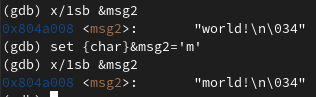 (gdb) x/1sb &msg2
0x804a008 <msg2>:        "world!\n\034"
(gdb) set {char}&msg2='m'
(gdb) x/1sb &msg2
0x804a008 <msg2>:        "morld!\n\034"